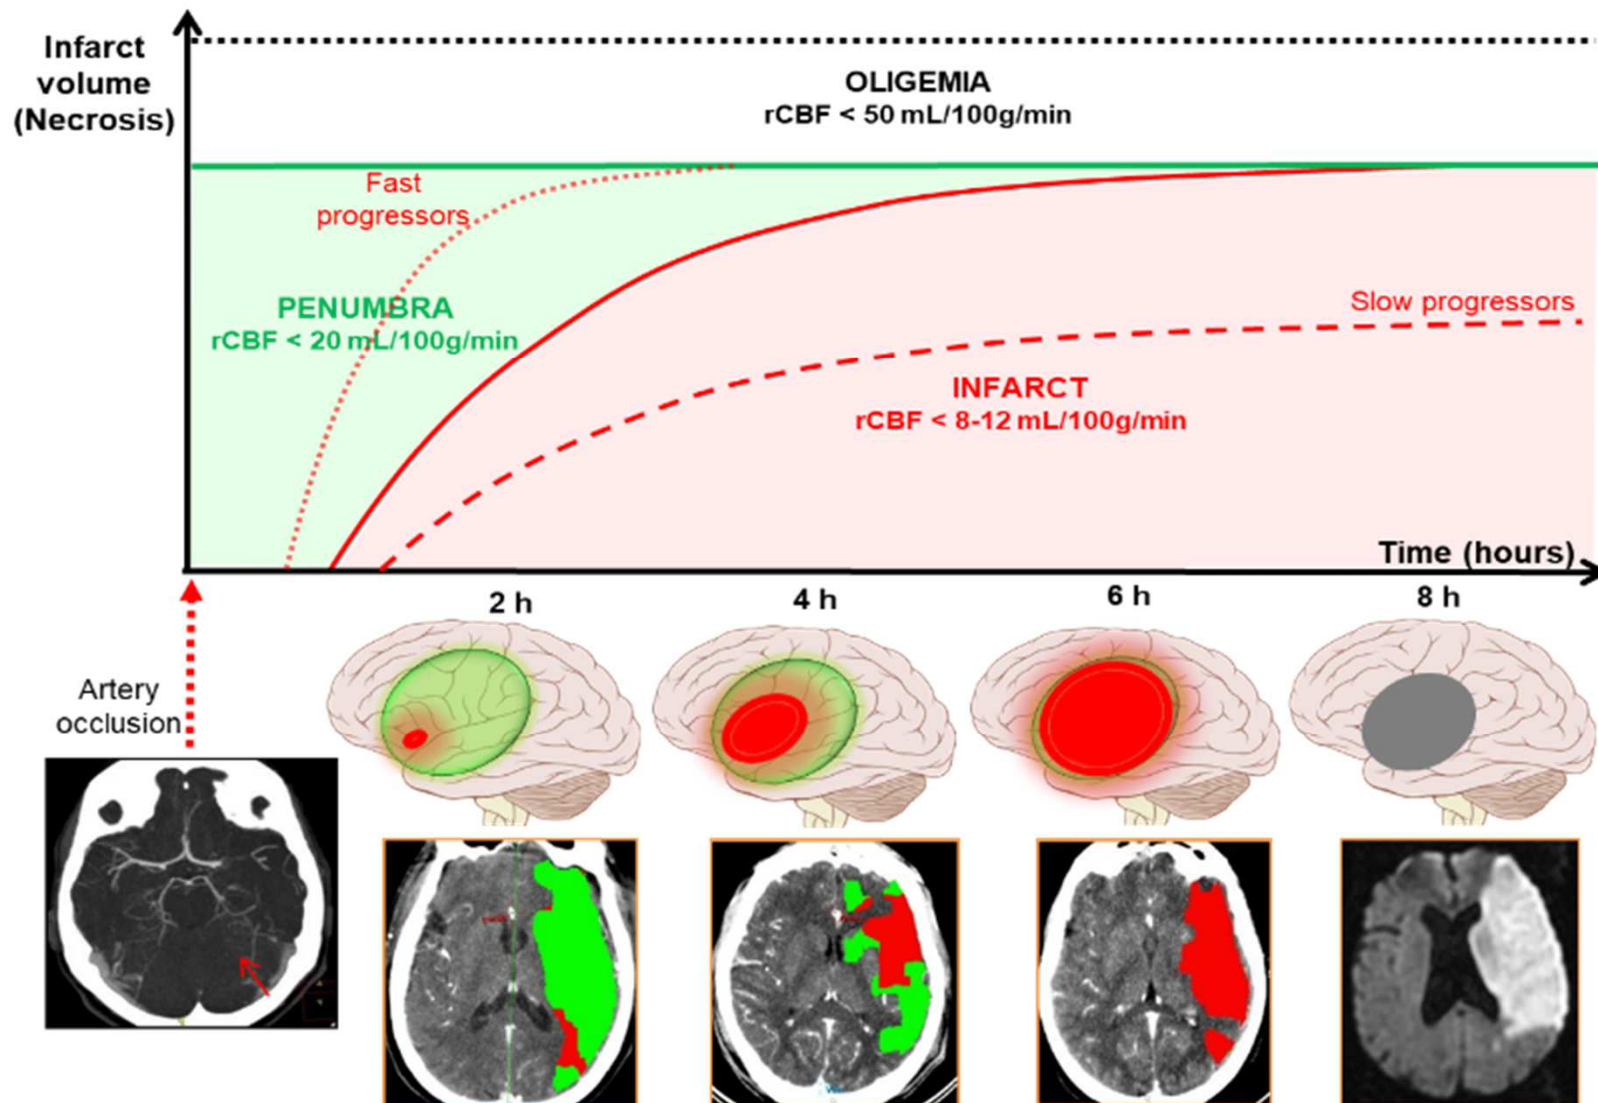 Infarct
volume
(Necrosis)
OLIGEMIA
rCBF < 50 mL/100g/min
Fast
progressors
PENUMBRA
rCBF < 20 mL/100g/min
Slow progressors
INFARCT
rCBF < 8-12 mL/100g/min
Time (hours)
2 h
4 h
6 h
8 h
Artery
occlusion